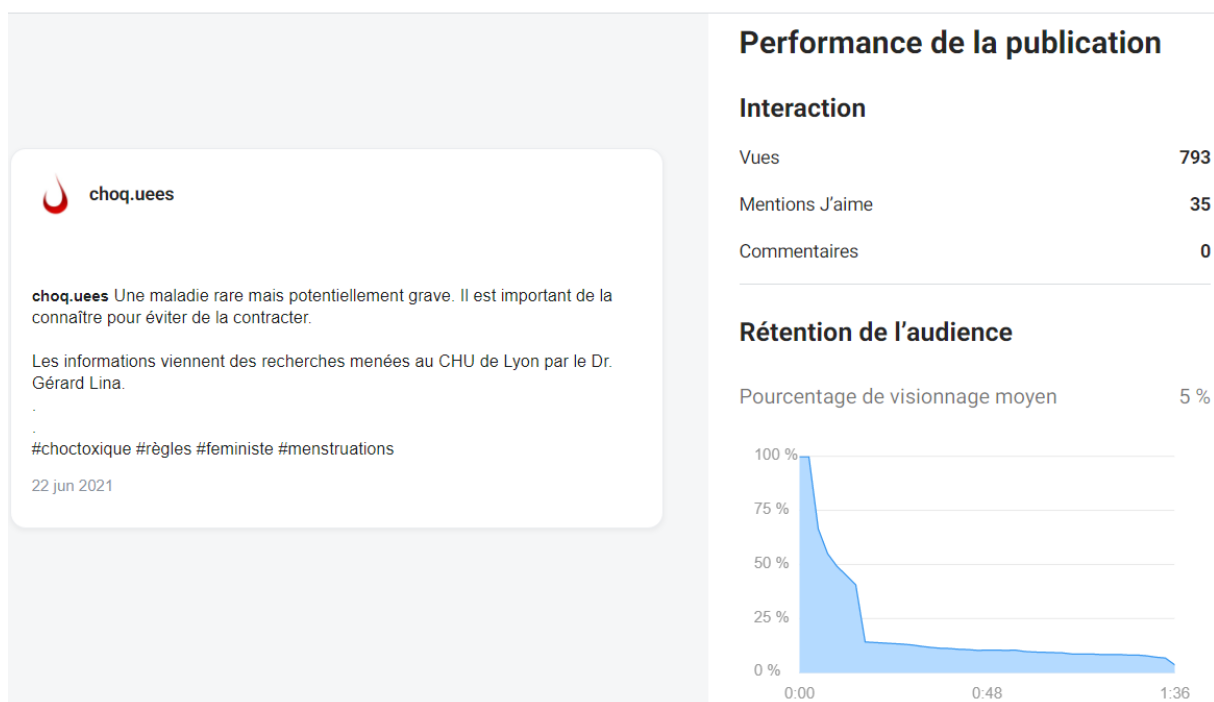 choq.uees
choq.uees Une maladie rare mais potentiellement grave. Il est important de la
connaître pour éviter de la contracter.
Les informations viennent des recherches menées au CHU de Lyon par le Dr.
Gérard Lina.
.
.
#choctoxique #règles #feministe #menstruations
22 jun 2021
Performance de la publication
Interaction
Vues 793
Mentions J'aime 35
Commentaires 0
Rétention de l'audience
Pourcentage de visionnage moyen 5 %
100 %
75 %
50 %
25 %
0 %
0:00 0:48 1:36